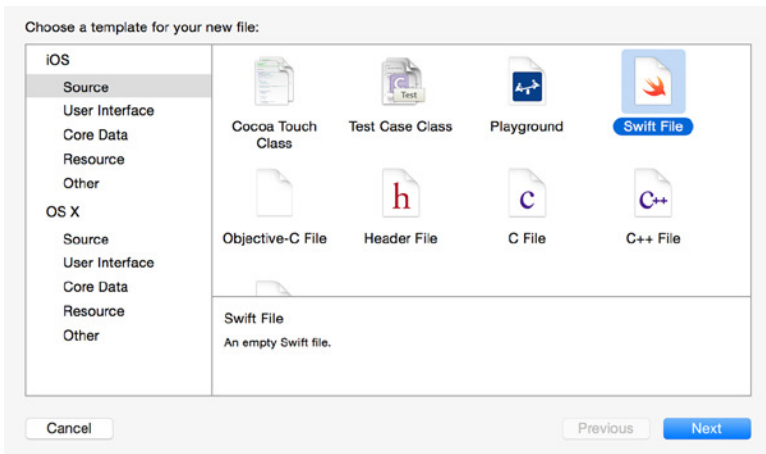 Choose a template for your new file:
iOS
Source
User Interface
Core Data
Resource
Other
OS X
Source
User Interface
Core Data
Resource
Other
Cocoa Touch
Class
Test
Test Case Class
Playground
Swift File
Objective-C File
h
Header File
c
C File
C++
C++ File
Swift File
An empty Swift file.
Cancel
Previous
Next